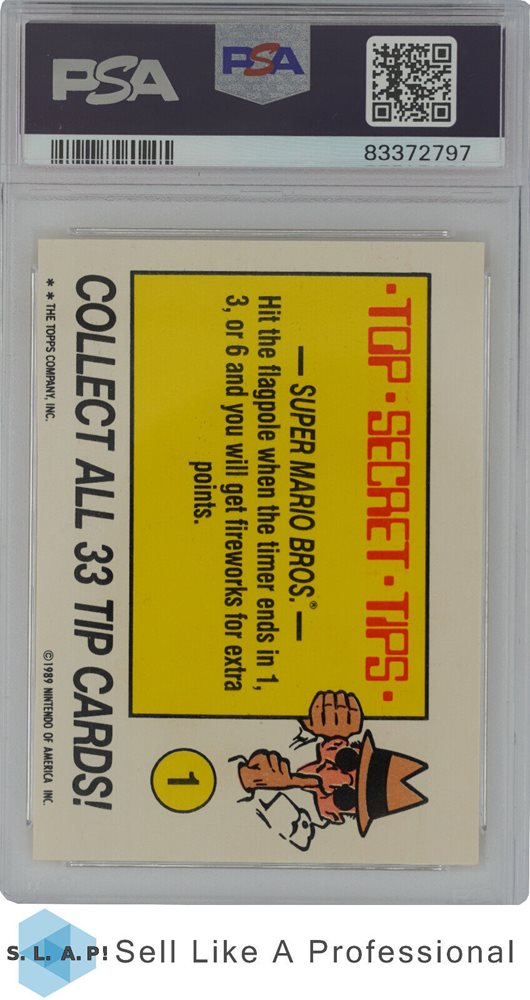 PSA
PSA
83372797
·TOP·SECRET·TIPS·
— SUPER MARIO BROS.® —
Hit the flagpole when the timer ends in 1,
3, or 6 and you will get fireworks for extra
points.
1
COLLECT ALL 33 TIP CARDS!
* * THE TOPPS COMPANY, INC.
©1989 NINTENDO OF AMERICA INC.
S. L. A. P! Sell Like A Professional